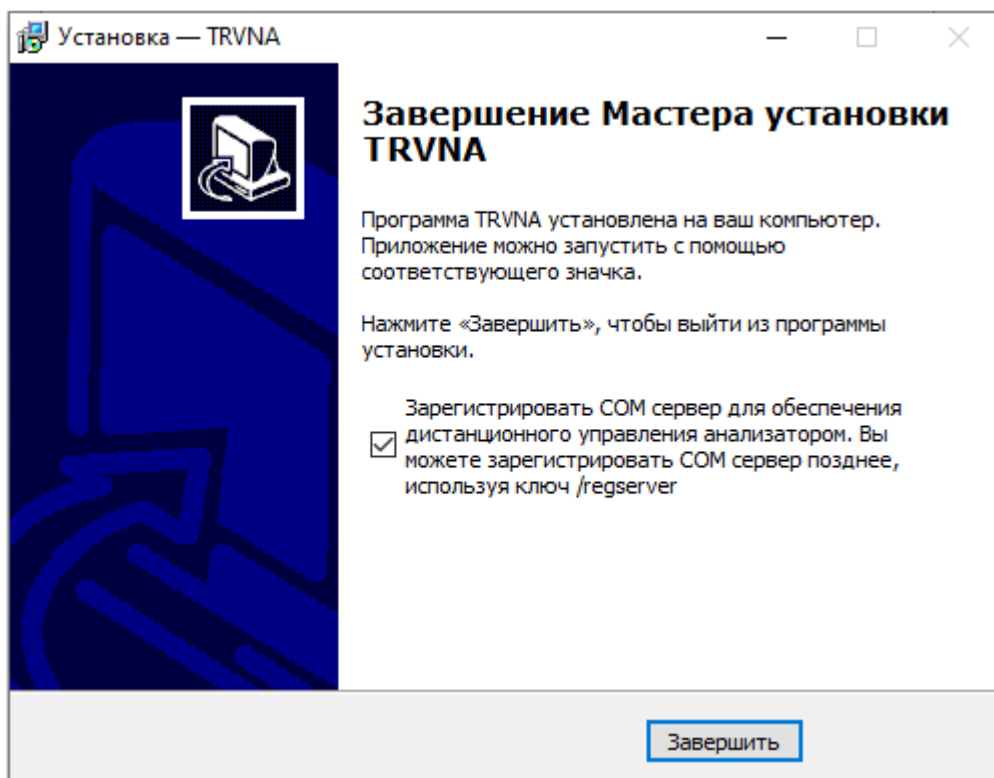 Установка — TRVNA
Завершение Мастера установки
TRVNA
Программа TRVNA установлена на ваш компьютер.
Приложение можно запустить с помощью
соответствующего значка.
Нажмите «Завершить», чтобы выйти из программы
установки.
Зарегистрировать COM сервер для обеспечения
дистанционного управления анализатором. Вы
можете зарегистрировать COM сервер позднее,
используя ключ /regserver
Завершить